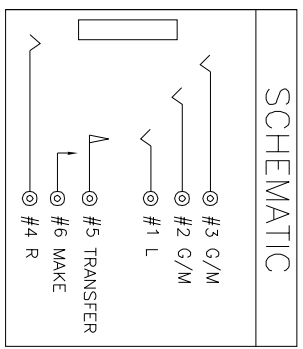 SCHEMATIC
#3 G/M
#2 G/M
#1 L
#5 TRANSFER
#6 MAKE
#4 R